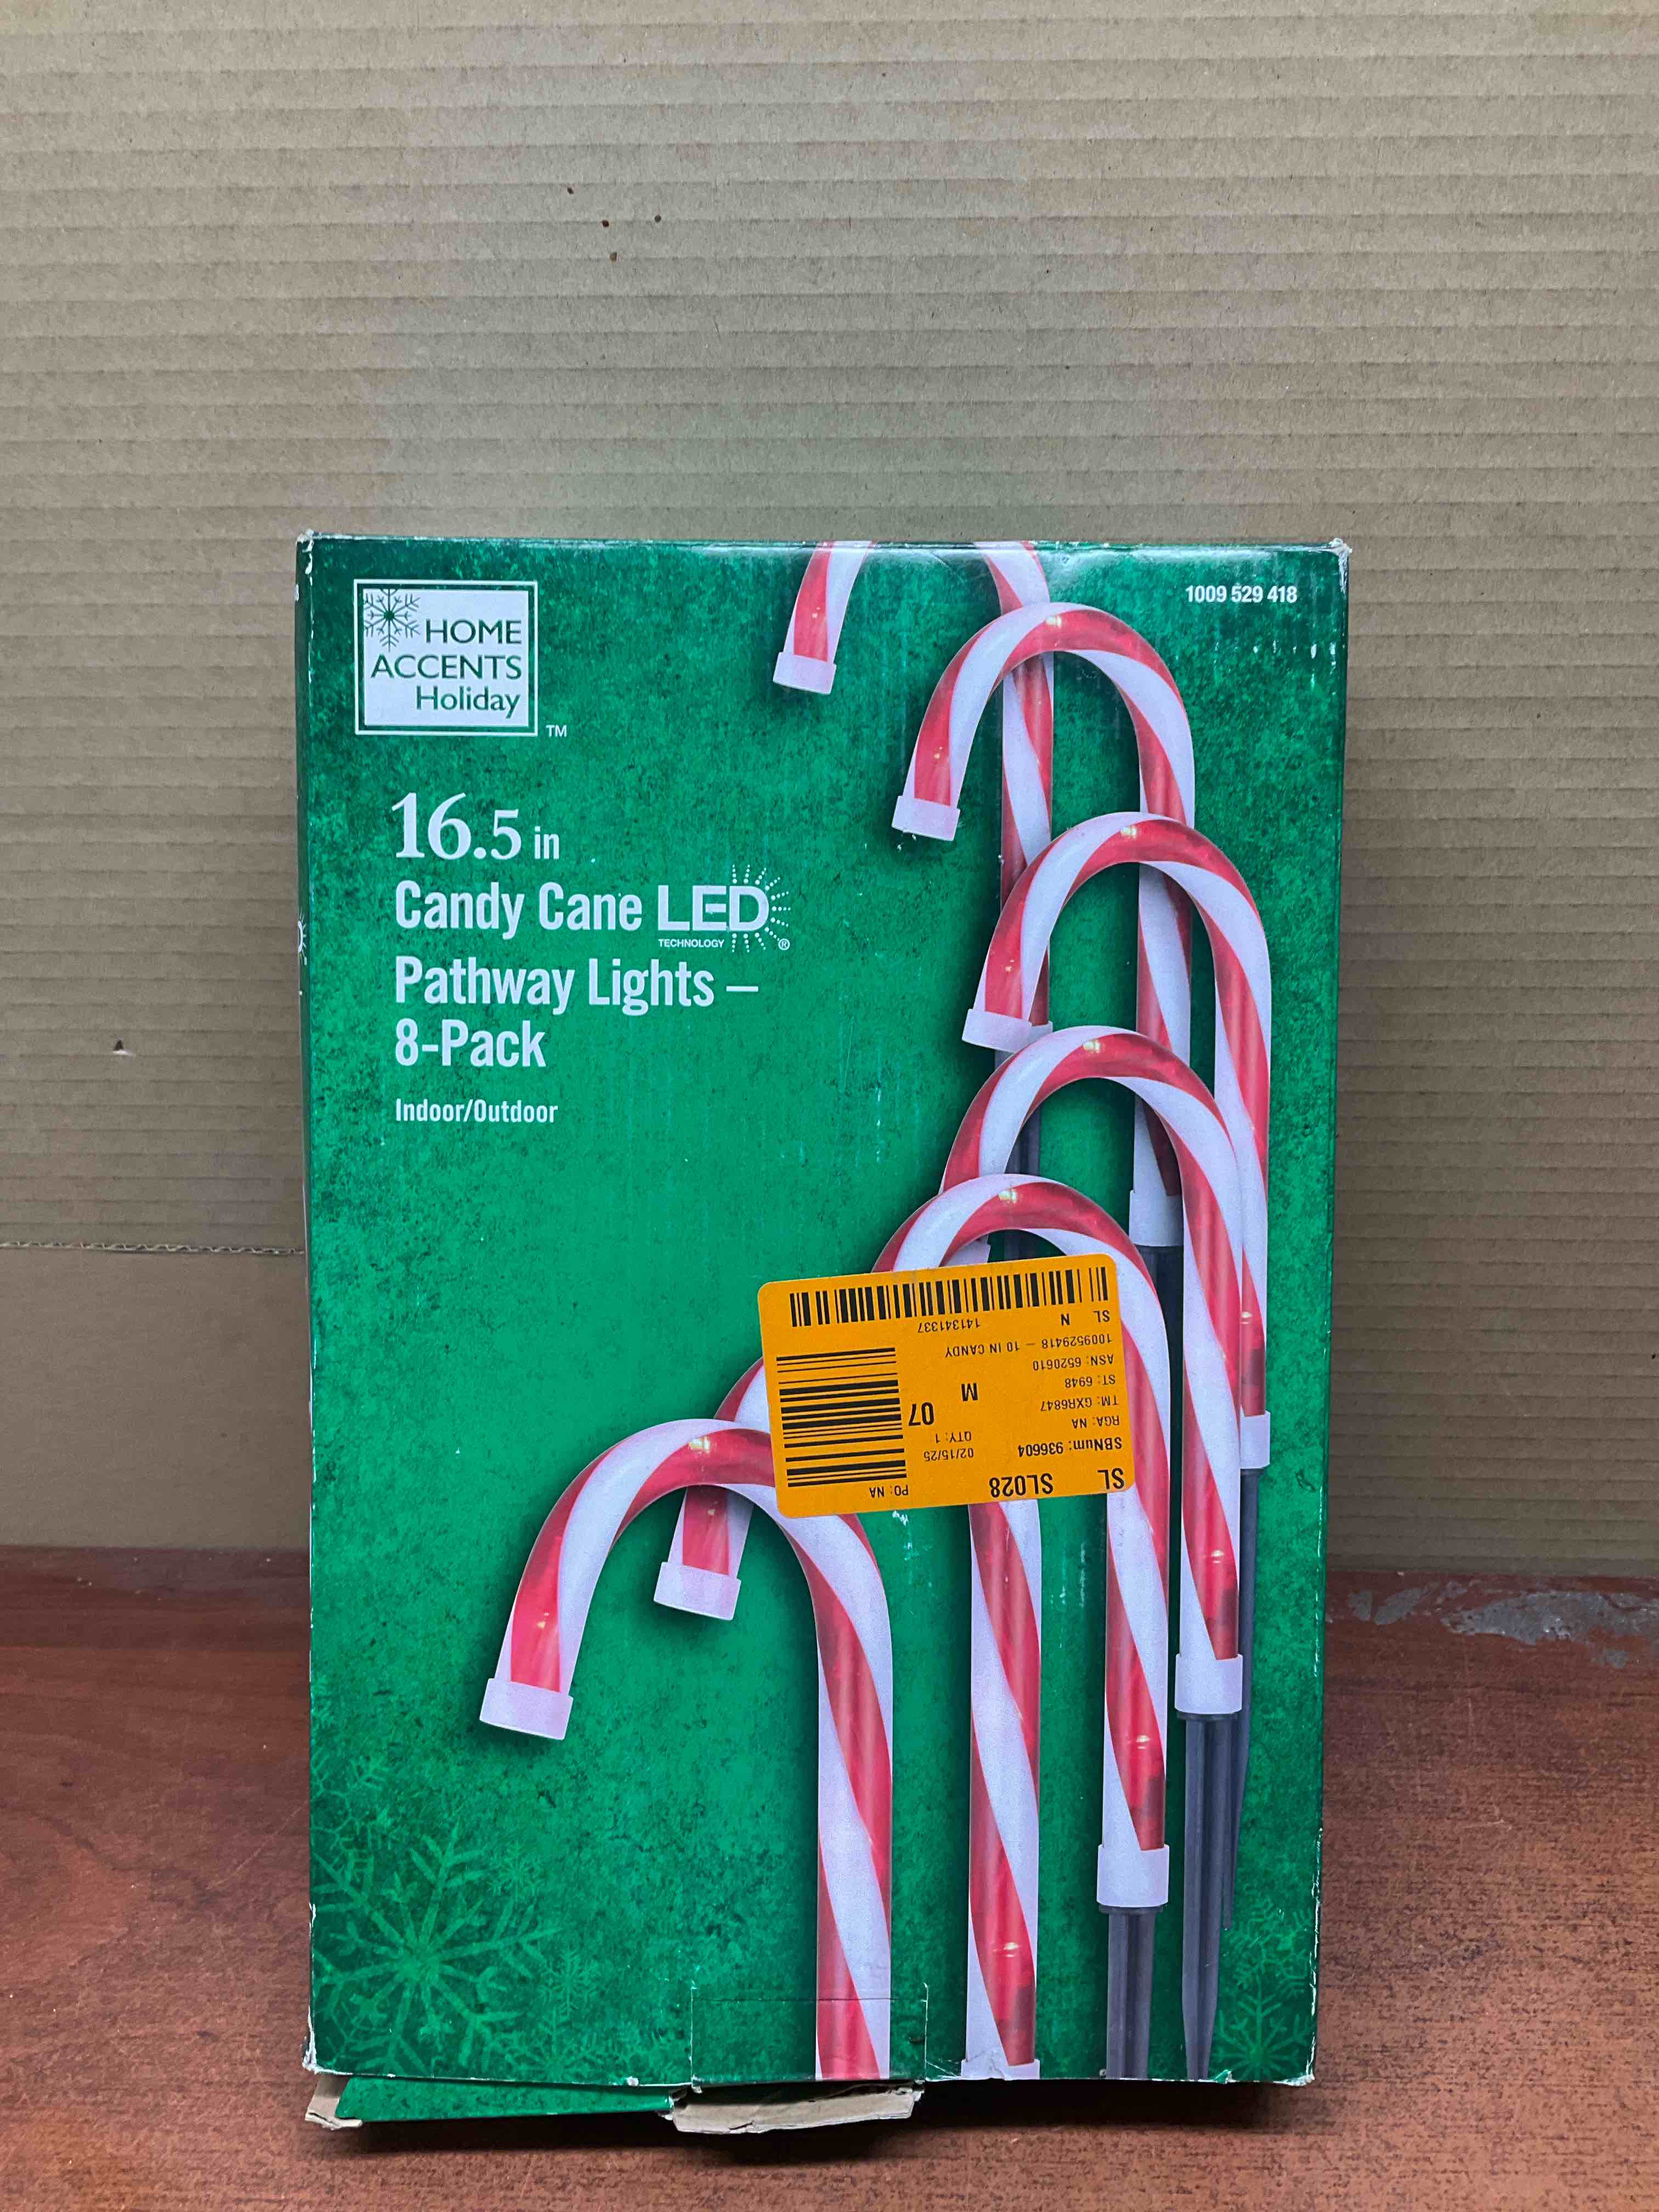 HOME
ACCENTS
Holiday
TM
1009 529 418
16.5 in
Candy Cane LED
TECHNOLOGY ®
Pathway Lights –
8-Pack
Indoor/Outdoor
SL SL028 PO: NA
SBNum: 936604 02/15/25
RGA: NA QTY: 1
TM: GXR6847 07
ST: 6948 M
ASN: 6520610
1009529418 - 10 IN CANDY
SL N 141341337